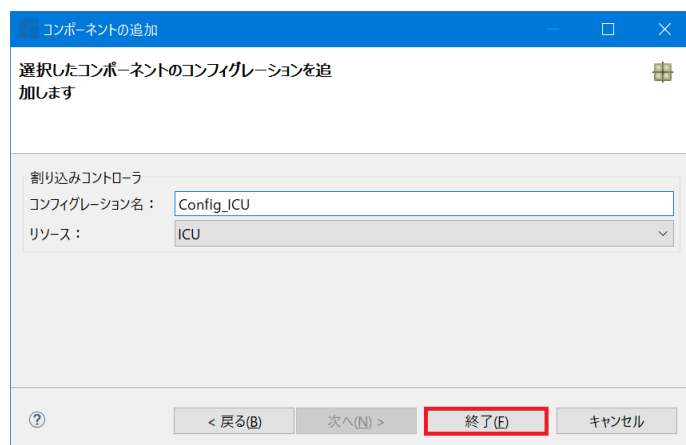 コンポーネントの追加
選択したコンポーネントのコンフィグレーションを追
加します
割り込みコントローラ
コンフィグレーション名： Config_ICU
リソース： ICU
< 戻る(B) 次へ(N) > 終了(F) キャンセル